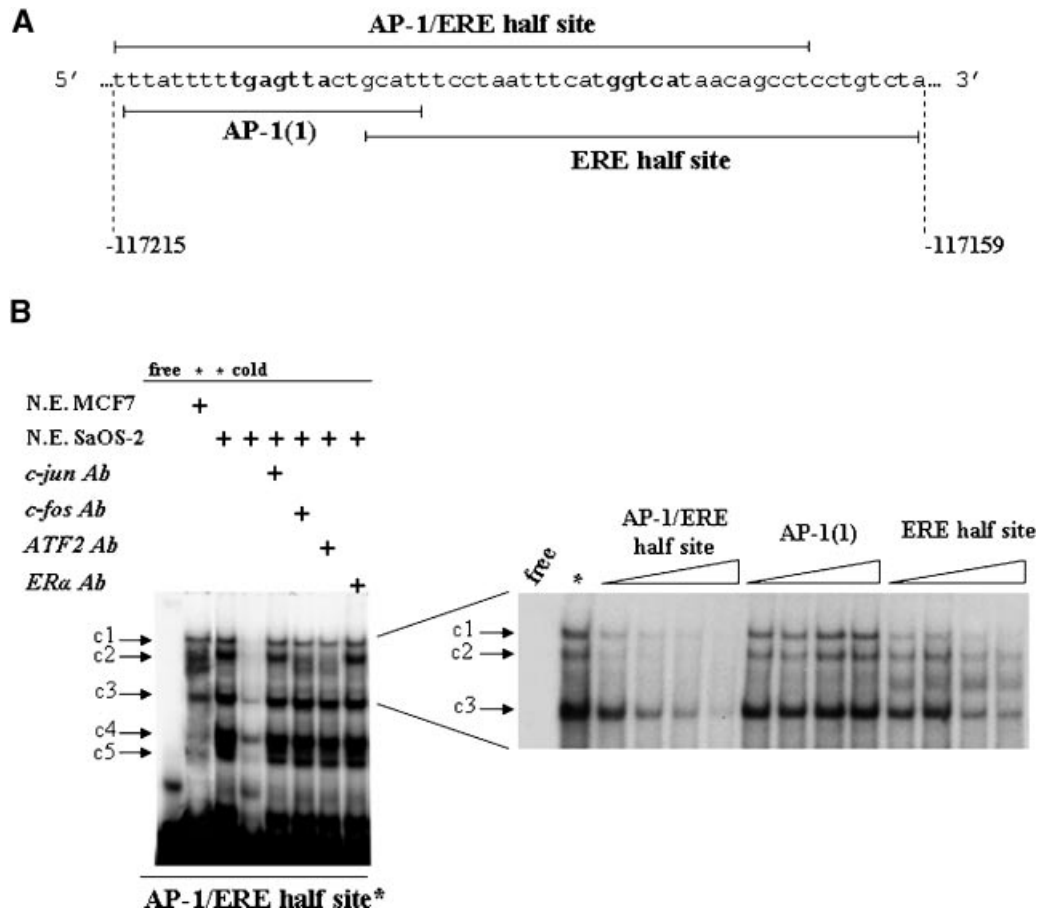 A
AP-1/ERE half site
5′ …tttatttttgagttactgcatttcctaatttcatggtcataacagcctcctgtcta… 3′
AP-1(1)
ERE half site
-117215
-117159
B
free * * cold
N.E. MCF7 +
N.E. SaOS-2 + + + + + +
c-jun Ab +
c-fos Ab +
ATF2 Ab +
ERα Ab +
c1
c2
c3
c4
c5
AP-1/ERE half site*
free
*
AP-1/ERE
half site
AP-1(1)
ERE half site
c1
c2
c3